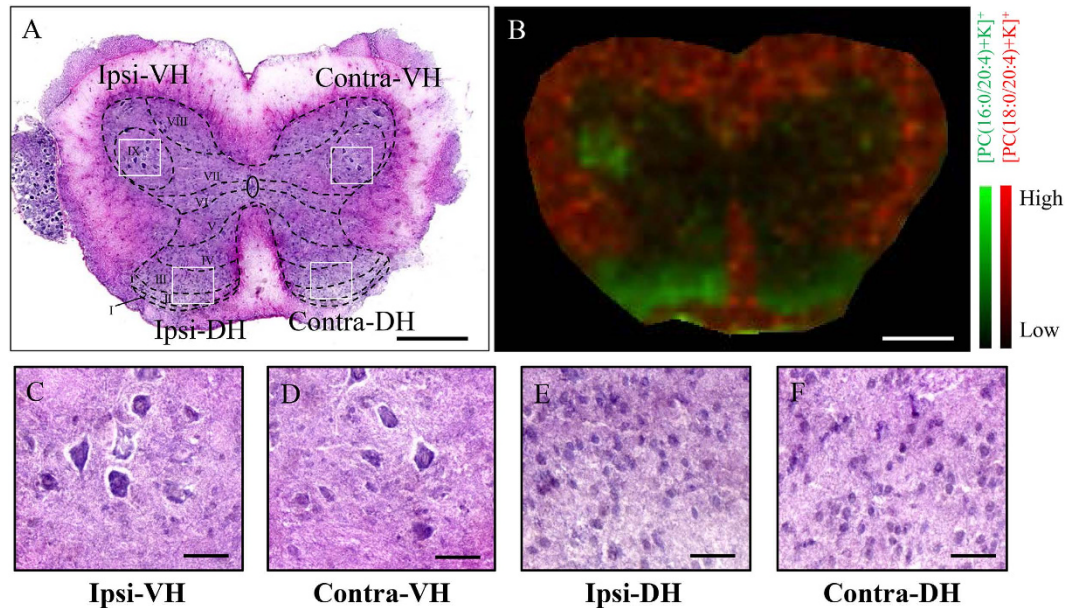 A
Ipsi-VH
Contra-VH
VIII
IX
VII
VI
IV
III
II
I
Ipsi-DH
Contra-DH
B
[PC(16:0/20:4)+K]⁺
[PC(18:0/20:4)+K]⁺
High
Low
C
D
E
F
Ipsi-VH
Contra-VH
Ipsi-DH
Contra-DH